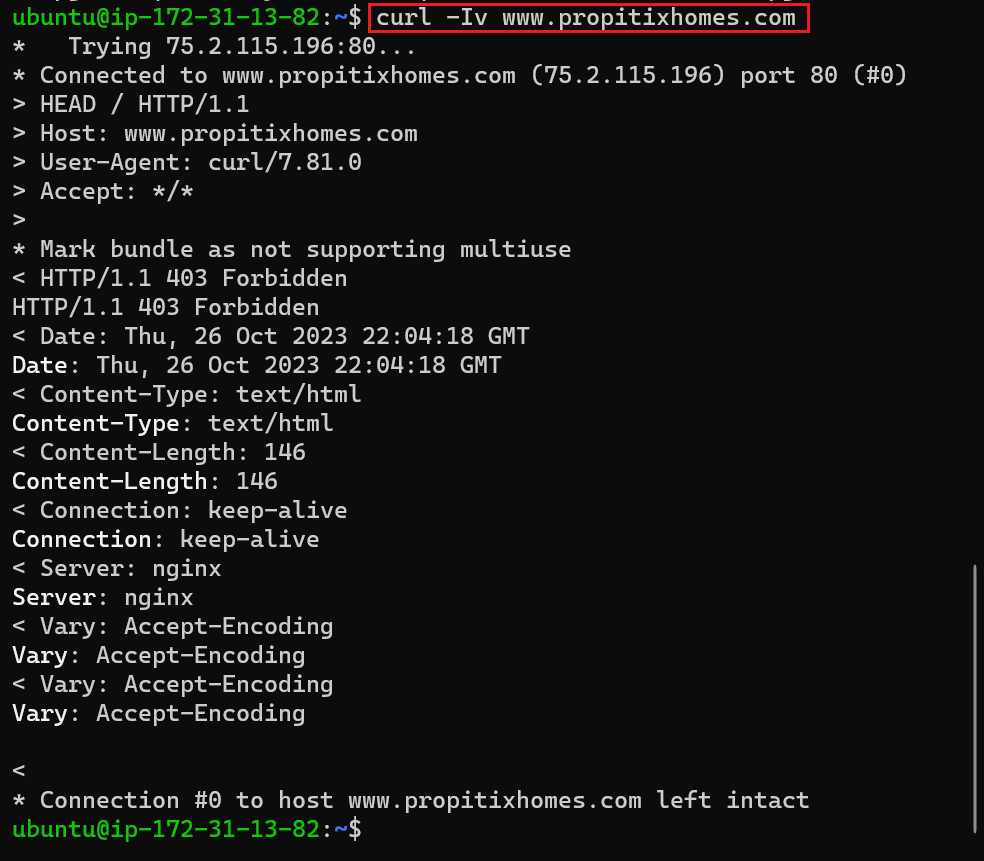 ubuntu@ip-172-31-13-82:~$ curl -Iv www.propitixhomes.com
*   Trying 75.2.115.196:80...
* Connected to www.propitixhomes.com (75.2.115.196) port 80 (#0)
> HEAD / HTTP/1.1
> Host: www.propitixhomes.com
> User-Agent: curl/7.81.0
> Accept: */*
>
* Mark bundle as not supporting multiuse
< HTTP/1.1 403 Forbidden
HTTP/1.1 403 Forbidden
< Date: Thu, 26 Oct 2023 22:04:18 GMT
Date: Thu, 26 Oct 2023 22:04:18 GMT
< Content-Type: text/html
Content-Type: text/html
< Content-Length: 146
Content-Length: 146
< Connection: keep-alive
Connection: keep-alive
< Server: nginx
Server: nginx
< Vary: Accept-Encoding
Vary: Accept-Encoding
< Vary: Accept-Encoding
Vary: Accept-Encoding

<
* Connection #0 to host www.propitixhomes.com left intact
ubuntu@ip-172-31-13-82:~$